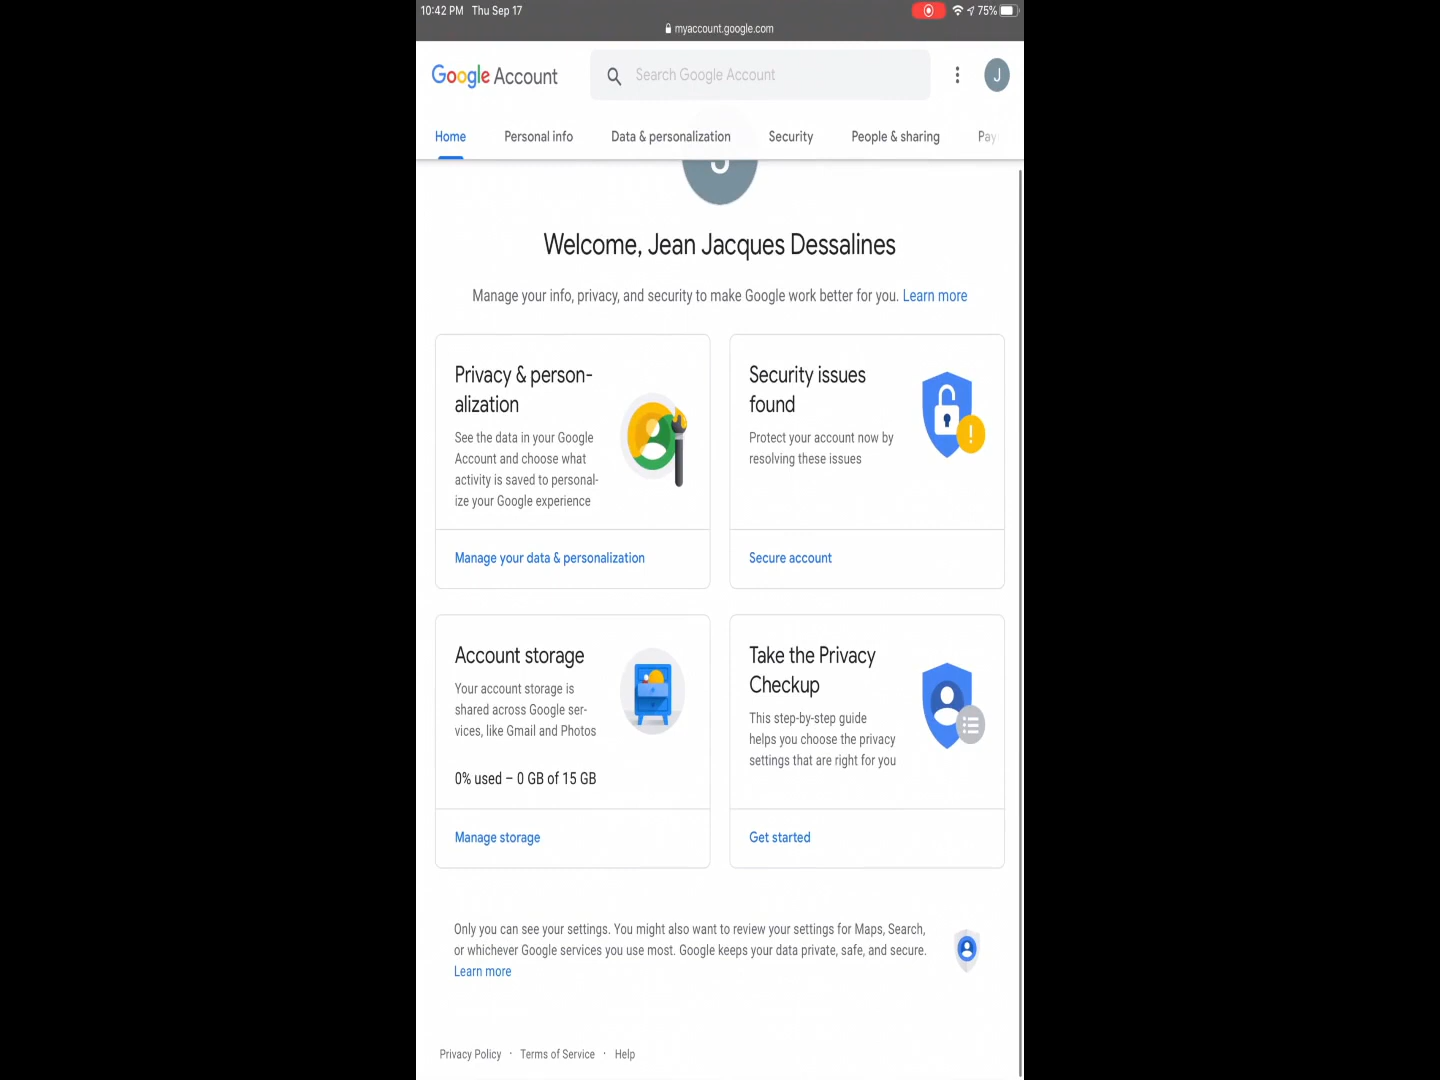 10:42 PM Thu Sep 17 75%
myaccount.google.com
Google Account Search Google Account J
Home Personal info Data & personalization Security People & sharing Pay
Welcome, Jean Jacques Dessalines
Manage your info, privacy, and security to make Google work better for you. Learn more
Privacy & person-
alization
See the data in your Google
Account and choose what
activity is saved to personal-
ize your Google experience
Manage your data & personalization
Security issues
found
Protect your account now by
resolving these issues
Secure account
Account storage
Your account storage is
shared across Google ser-
vices, like Gmail and Photos
0% used – 0 GB of 15 GB
Manage storage
Take the Privacy
Checkup
This step-by-step guide
helps you choose the privacy
settings that are right for you
Get started
Only you can see your settings. You might also want to review your settings for Maps, Search,
or whichever Google services you use most. Google keeps your data private, safe, and secure.
Learn more
Privacy Policy · Terms of Service · Help